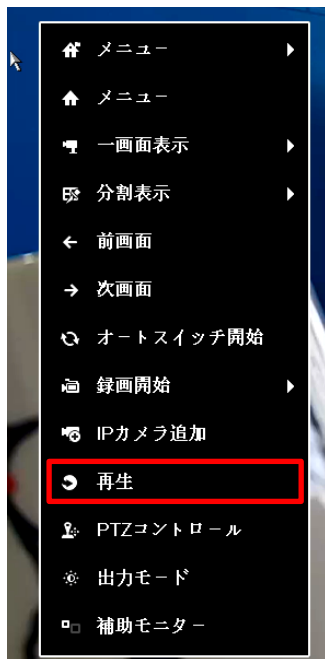 メニュー
メニュー
一画面表示
分割表示
前画面
次画面
オートスイッチ開始
録画開始
IPカメラ追加
再生
PTZコントロール
出力モード
補助モニター